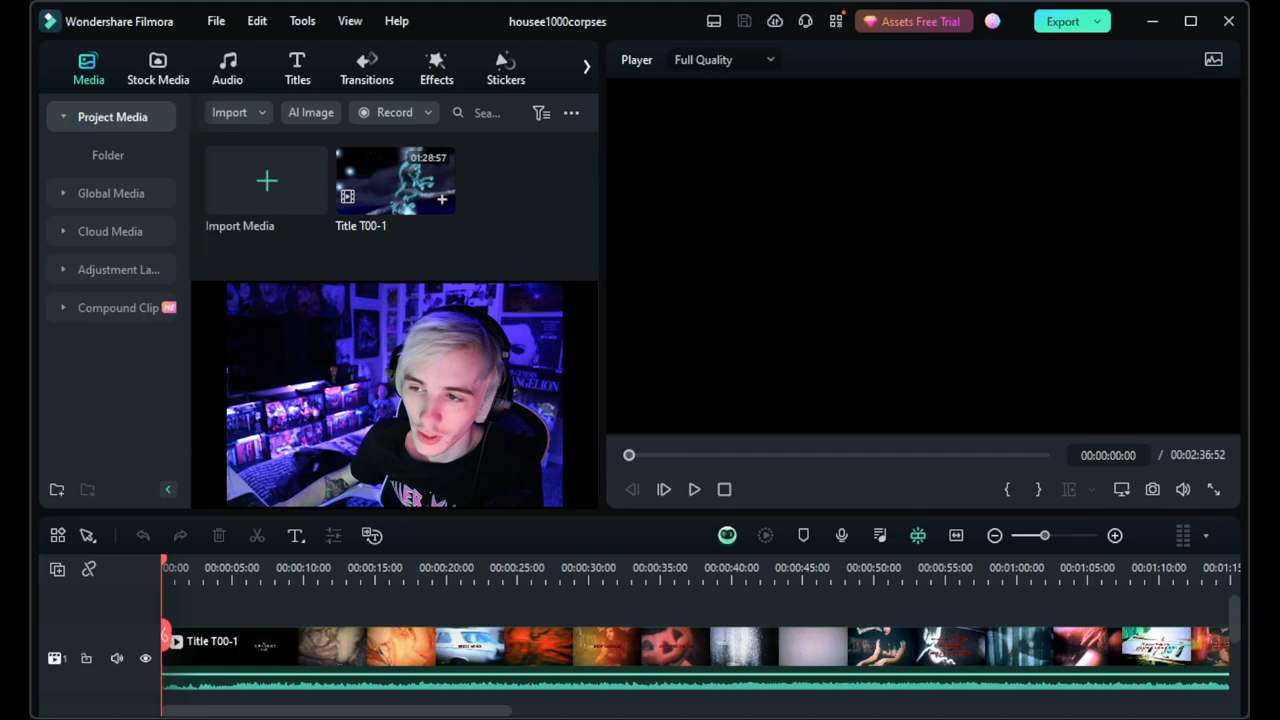 Wondershare Filmora File Edit Tools View Help housee1000corpses Assets Free Trial Export
Media Stock Media Audio Titles Transitions Effects Stickers
Player Full Quality
Project Media
Import AI Image Record Sea...
Folder
Global Media
Cloud Media
Adjustment La...
Compound Clip NE
01:28:57
Import Media Title T00-1
EVANGELION
00:00:00:00 / 00:02:36:52
00:00 00:00:05:00 00:00:10:00 00:00:15:00 00:00:20:00 00:00:25:00 00:00:30:00 00:00:35:00 00:00:40:00 00:00:45:00 00:00:50:00 00:00:55:00 00:01:00:00 00:01:05:00 00:01:10:00 00:01:15
Title T00-1
1